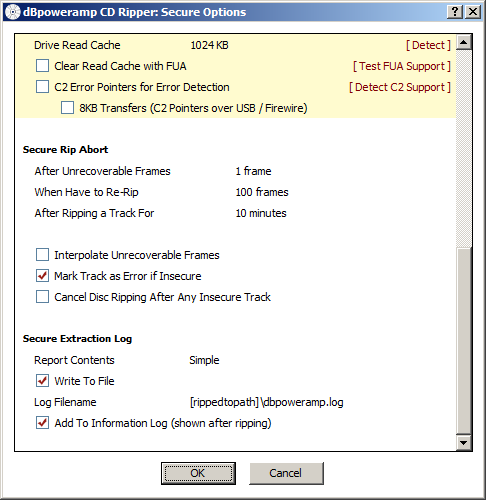 dBpoweramp CD Ripper: Secure Options
Drive Read Cache 1024 KB [ Detect ]
Clear Read Cache with FUA [ Test FUA Support ]
C2 Error Pointers for Error Detection [ Detect C2 Support ]
8KB Transfers (C2 Pointers over USB / Firewire)
Secure Rip Abort
After Unrecoverable Frames 1 frame
When Have to Re-Rip 100 frames
After Ripping a Track For 10 minutes
Interpolate Unrecoverable Frames
Mark Track as Error if Insecure
Cancel Disc Ripping After Any Insecure Track
Secure Extraction Log
Report Contents Simple
Write To File
Log Filename [rippedtopath]\dbpoweramp.log
Add To Information Log (shown after ripping)
OK Cancel